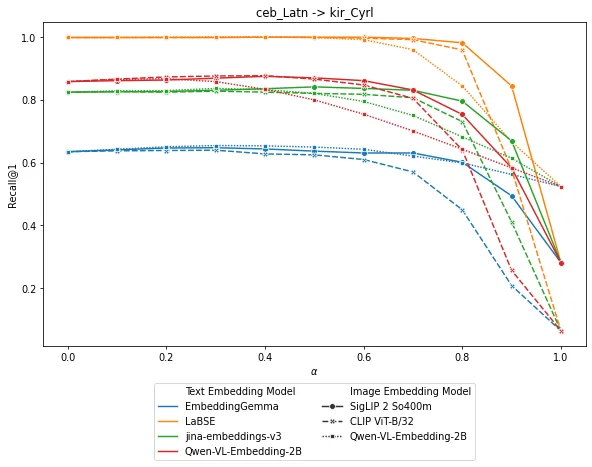 ceb_Latn -> kir_Cyrl
Recall@1
1.0
0.8
0.6
0.4
0.2
0.0 0.2 0.4 0.6 0.8 1.0
α
Text Embedding Model Image Embedding Model
EmbeddingGemma SigLIP 2 So400m
LaBSE CLIP ViT-B/32
jina-embeddings-v3 Qwen-VL-Embedding-2B
Qwen-VL-Embedding-2B